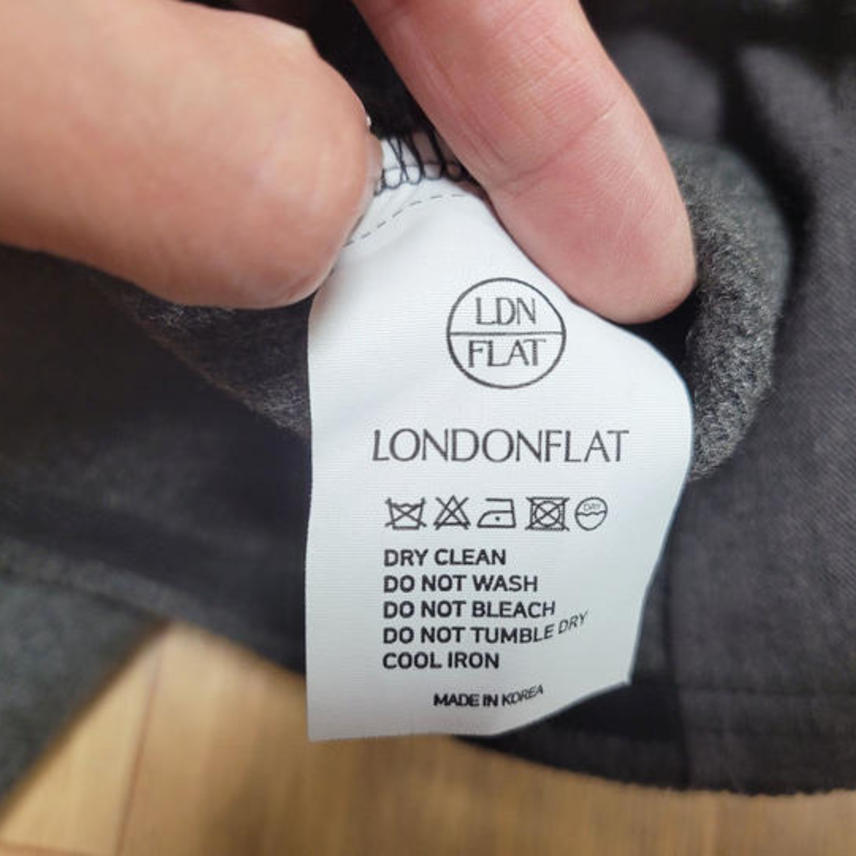 LDN
FLAT
LONDONFLAT
DRY
DRY CLEAN
DO NOT WASH
DO NOT BLEACH
DO NOT TUMBLE DRY
COOL IRON
MADE IN KOREA